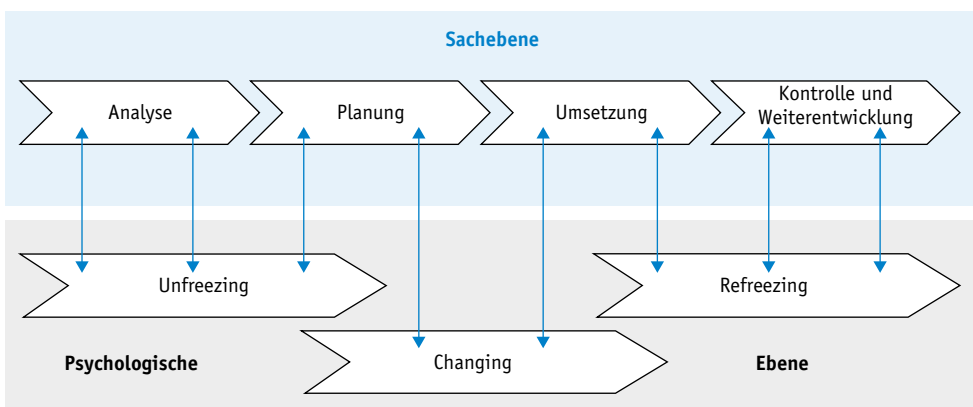 Sachebene
Analyse
Planung
Umsetzung
Kontrolle und
Weiterentwicklung
Unfreezing
Refreezing
Psychologische
Changing
Ebene